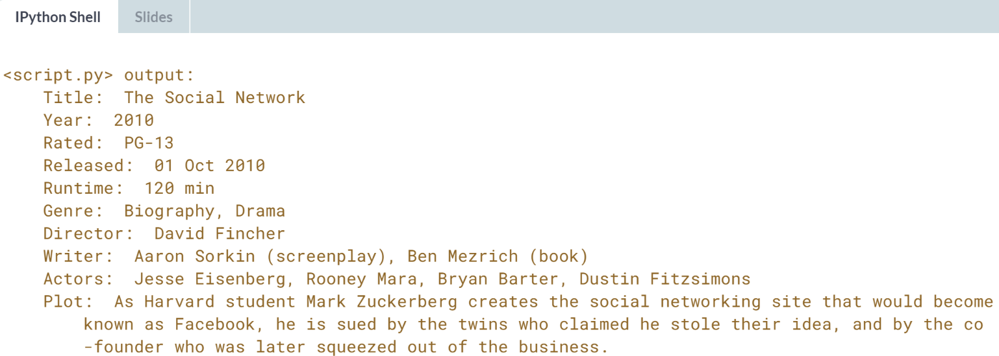 IPython Shell Slides
<script.py> output:
Title:  The Social Network
Year:  2010
Rated:  PG-13
Released:  01 Oct 2010
Runtime:  120 min
Genre:  Biography, Drama
Director:  David Fincher
Writer:  Aaron Sorkin (screenplay), Ben Mezrich (book)
Actors:  Jesse Eisenberg, Rooney Mara, Bryan Barter, Dustin Fitzsimons
Plot:  As Harvard student Mark Zuckerberg creates the social networking site that would become
known as Facebook, he is sued by the twins who claimed he stole their idea, and by the co
-founder who was later squeezed out of the business.